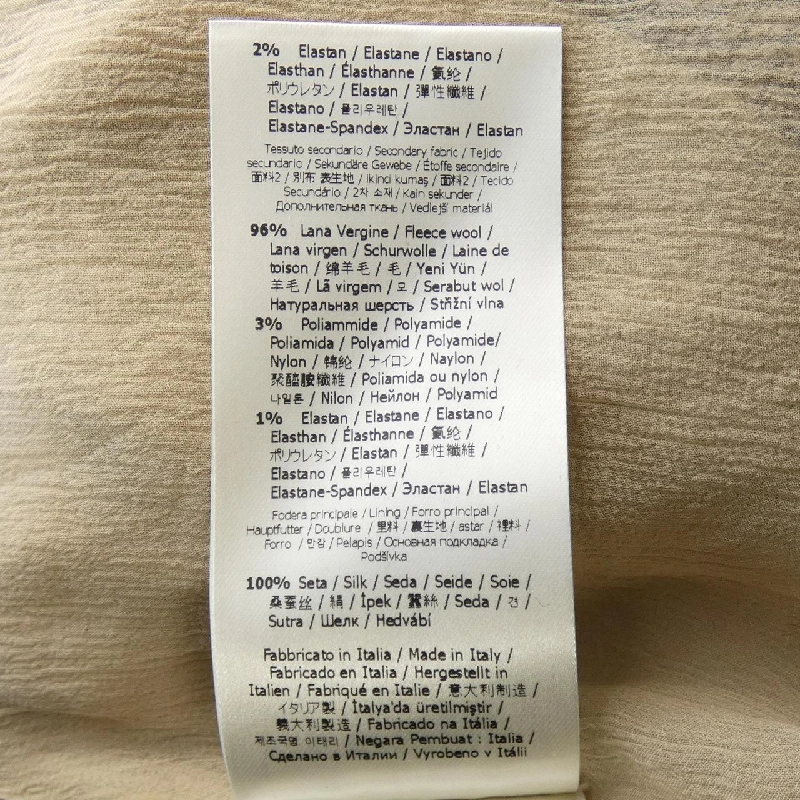 2% Elastan / Elastane / Elastano /
Elasthan / Élasthanne / 氨纶 /
ポリウレタン / Elastan / 彈性纖維 /
Elastano / 폴리우레탄 /
Elastane-Spandex / Эластан / Elastan
Tessuto secondario / Secondary fabric / Tejido
secundario / Sekundäre Gewebe / Étoffe secondaire /
面料2 / 別布 裏生地 / ikinci kumaş / 面料2 / Tecido
Secundário / 2차 소재 / Kain sekunder /
Дополнительная ткань / Vedlejší materiál
96% Lana Vergine / Fleece wool /
Lana virgen / Schurwolle / Laine de
toison / 绵羊毛 / 毛 / Yeni Yün /
羊毛 / Lã virgem / 모 / Serabut wol /
Натуральная шерсть / Střižní vlna
3% Poliammide / Polyamide /
Poliamida / Polyamid / Polyamide/
Nylon / 锦纶 / ナイロン / Naylon /
聚醯胺纖維 / Poliamida ou nylon /
나일론 / Nilon / Нейлон / Polyamid
1% Elastan / Elastane / Elastano /
Elasthan / Élasthanne / 氨纶 /
ポリウレタン / Elastan / 彈性纖維 /
Elastano / 폴리우레탄 /
Elastane-Spandex / Эластан / Elastan
Fodera principale / Lining / Forro principal /
Hauptfutter / Doublure / 里料 / 裏生地 / astar / 裡料 /
Forro / 안감 / Pelapis / Основная подкладка /
Podšívka
100% Seta / Silk / Seda / Seide / Soie /
桑蚕丝 / 絹 / İpek / 蠶絲 / Seda / 견 /
Sutra / Шелк / Hedvábí
Fabbricato in Italia / Made in Italy /
Fabricado en Italia / Hergestellt in
Italien / Fabriqué en Italie / 意大利制造 /
イタリア製 / İtalya'da üretilmiştir /
義大利製造 / Fabricado na Itália /
제조국명 이태리 / Negara Pembuat : Italia /
Сделано в Италии / Vyrobeno v Itálii